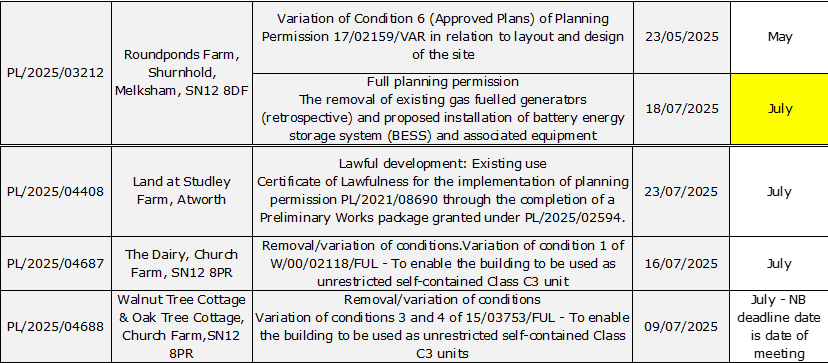 PL/2025/03212
Roundponds Farm,
Shurnhold,
Melksham, SN12 8DF
Variation of Condition 6 (Approved Plans) of Planning
Permission 17/02159/VAR in relation to layout and design
of the site
23/05/2025
May
Full planning permission
The removal of existing gas fuelled generators
(retrospective) and proposed installation of battery energy
storage system (BESS) and associated equipment
18/07/2025
July
PL/2025/04408
Land at Studley
Farm, Atworth
Lawful development: Existing use
Certificate of Lawfulness for the implementation of planning
permission PL/2021/08690 through the completion of a
Preliminary Works package granted under PL/2025/02594.
23/07/2025
July
PL/2025/04687
The Dairy, Church
Farm, SN12 8PR
Removal/variation of conditions.Variation of condition 1 of
W/00/02118/FUL - To enable the building to be used as
unrestricted self-contained Class C3 unit
16/07/2025
July
PL/2025/04688
Walnut Tree Cottage
& Oak Tree Cottage,
Church Farm,SN12
8PR
Removal/variation of conditions
Variation of conditions 3 and 4 of 15/03753/FUL - To enable
the building to be used as unrestricted self-contained Class
C3 units
09/07/2025
July - NB
deadline date
is date of
meeting